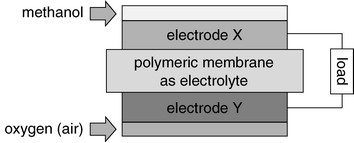 methanol
electrode X
polymeric membrane
as electrolyte
load
electrode Y
oxygen (air)